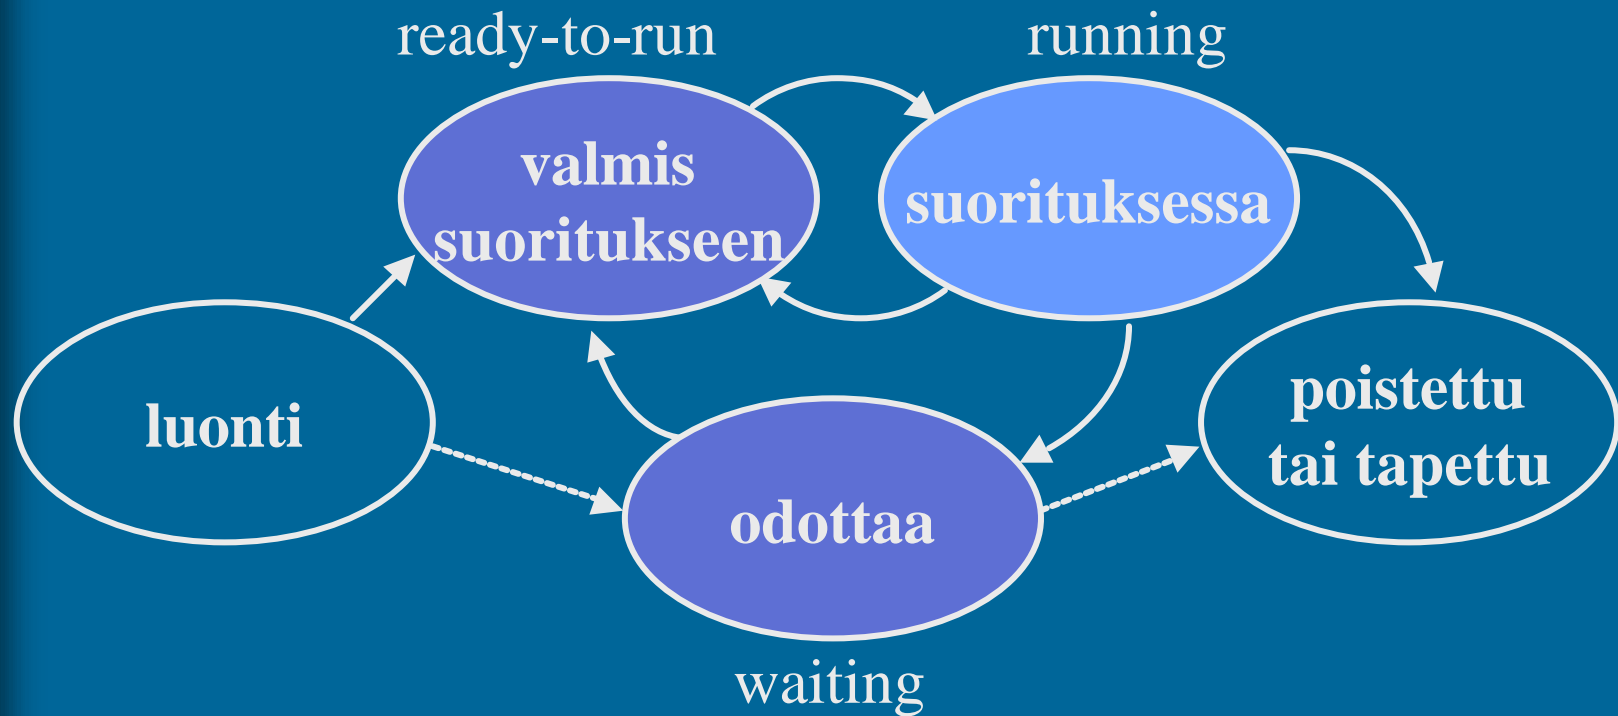 ready-to-run
running
valmis
suoritukseen
suorituksessa
luonti
poistettu
tai tapettu
odottaa
waiting